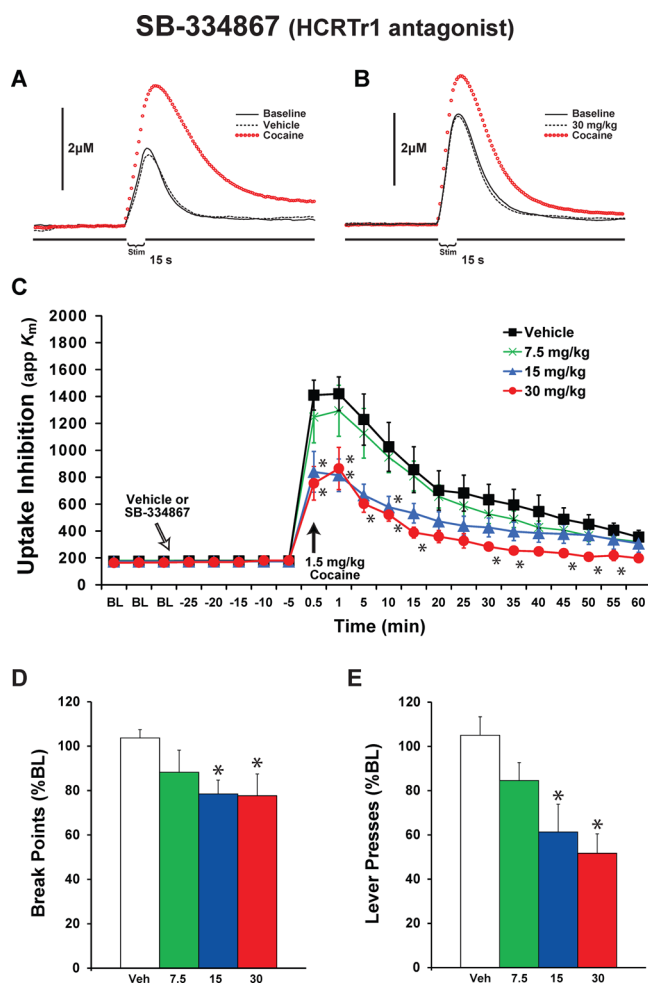 SB-334867 (HCRTr1 antagonist)
A
B
2µM
Baseline
Vehicle
Cocaine
2µM
Baseline
30 mg/kg
Cocaine
Stim
15 s
Stim
15 s
C
Uptake Inhibition (app Km)
2000
1800
1600
1400
1200
1000
800
600
400
200
0
Vehicle
7.5 mg/kg
15 mg/kg
30 mg/kg
Vehicle or
SB-334867
1.5 mg/kg
Cocaine
* * * * * * * * * * * * *
BL BL BL -25 -20 -15 -10 -5 0.5 1 5 10 15 20 25 30 35 40 45 50 55 60
Time (min)
D
Break Points (%BL)
120
100
80
60
40
20
0
* *
Veh 7.5 15 30
E
Lever Presses (%BL)
120
100
80
60
40
20
0
* *
Veh 7.5 15 30